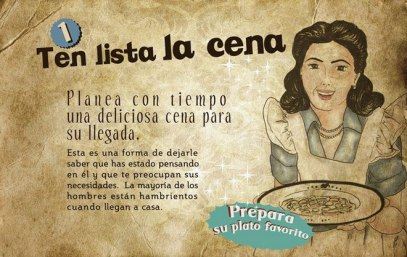 1
Ten lista la cena
Planea con tiempo
una deliciosa cena para
su llegada.
Esta es una forma de dejarle
saber que has estado pensando
en él y que te preocupan sus
necesidades. La mayoría de los
hombres están hambrientos
cuando llegan a casa.
Prepara
su plato favorito